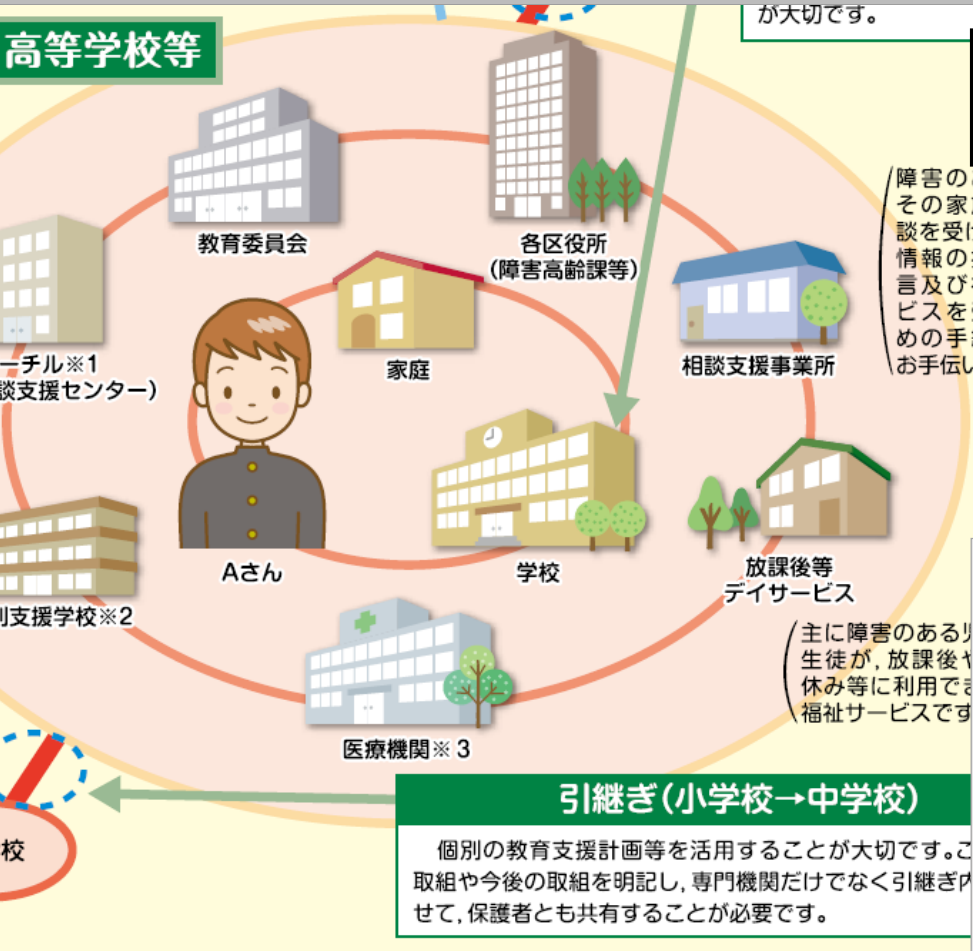 が大切です。
高等学校等
教育委員会
各区役所
(障害高齢課等)
障害の
その家
談を受け
情報の
言及び
ビスを
めの手続
お手伝い
相談支援事業所
家庭
ーチル※1
談支援センター)
Aさん
学校
放課後等
デイサービス
別支援学校※2
主に障害のある児
生徒が,放課後や
休み等に利用でき
福祉サービスです
医療機関※3
引継ぎ(小学校→中学校)
校
個別の教育支援計画等を活用することが大切です。こ
取組や今後の取組を明記し,専門機関だけでなく引継ぎ内
せて,保護者とも共有することが必要です。